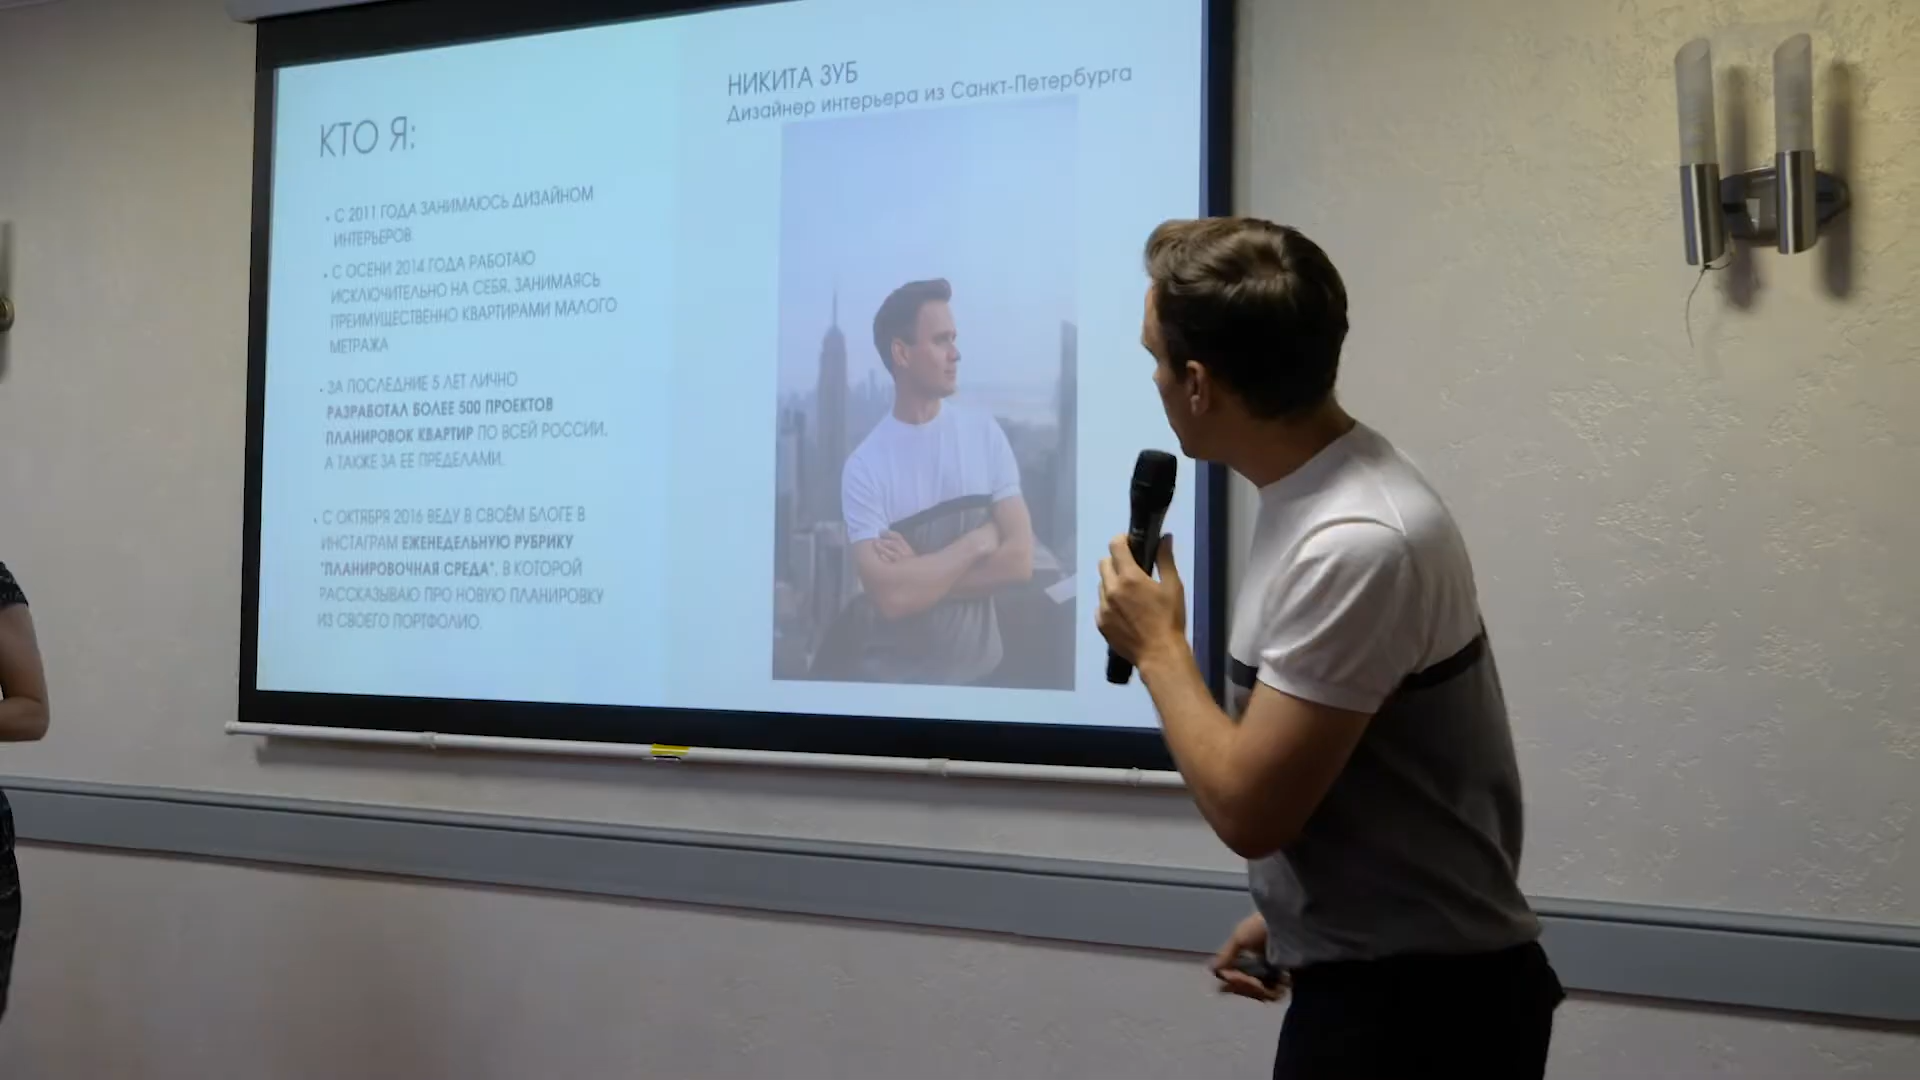 КТО Я:
• С 2011 ГОДА ЗАНИМАЮСЬ ДИЗАЙНОМ
ИНТЕРЬЕРОВ.
• С ОСЕНИ 2014 ГОДА РАБОТАЮ
ИСКЛЮЧИТЕЛЬНО НА СЕБЯ, ЗАНИМАЯСЬ
ПРЕИМУЩЕСТВЕННО КВАРТИРАМИ МАЛОГО
МЕТРАЖА
• ЗА ПОСЛЕДНИЕ 5 ЛЕТ ЛИЧНО
РАЗРАБОТАЛ БОЛЕЕ 500 ПРОЕКТОВ
ПЛАНИРОВОК КВАРТИР ПО ВСЕЙ РОССИИ,
А ТАКЖЕ ЗА ЕЕ ПРЕДЕЛАМИ.
• С ОКТЯБРЯ 2016 ВЕДУ В СВОЁМ БЛОГЕ В
ИНСТАГРАМ ЕЖЕНЕДЕЛЬНУЮ РУБРИКУ
"ПЛАНИРОВОЧНАЯ СРЕДА", В КОТОРОЙ
РАССКАЗЫВАЮ ПРО НОВУЮ ПЛАНИРОВКУ
ИЗ СВОЕГО ПОРТФОЛИО.
НИКИТА ЗУБ
Дизайнер интерьера из Санкт-Петербурга